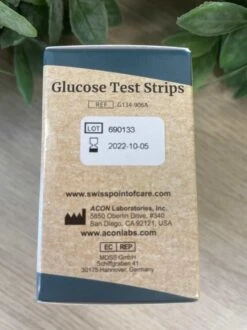 Glucose Test Strips
REF G134-906A
LOT 690133
2022-10-05
www.swisspointofcare.com
ACON Laboratories, Inc.
5850 Oberlin Drive, #340
San Diego, CA 92121, USA
www.aconlabs.com
EC REP
MDSS GmbH
Schiffgraben 41
30175 Hannover, Germany